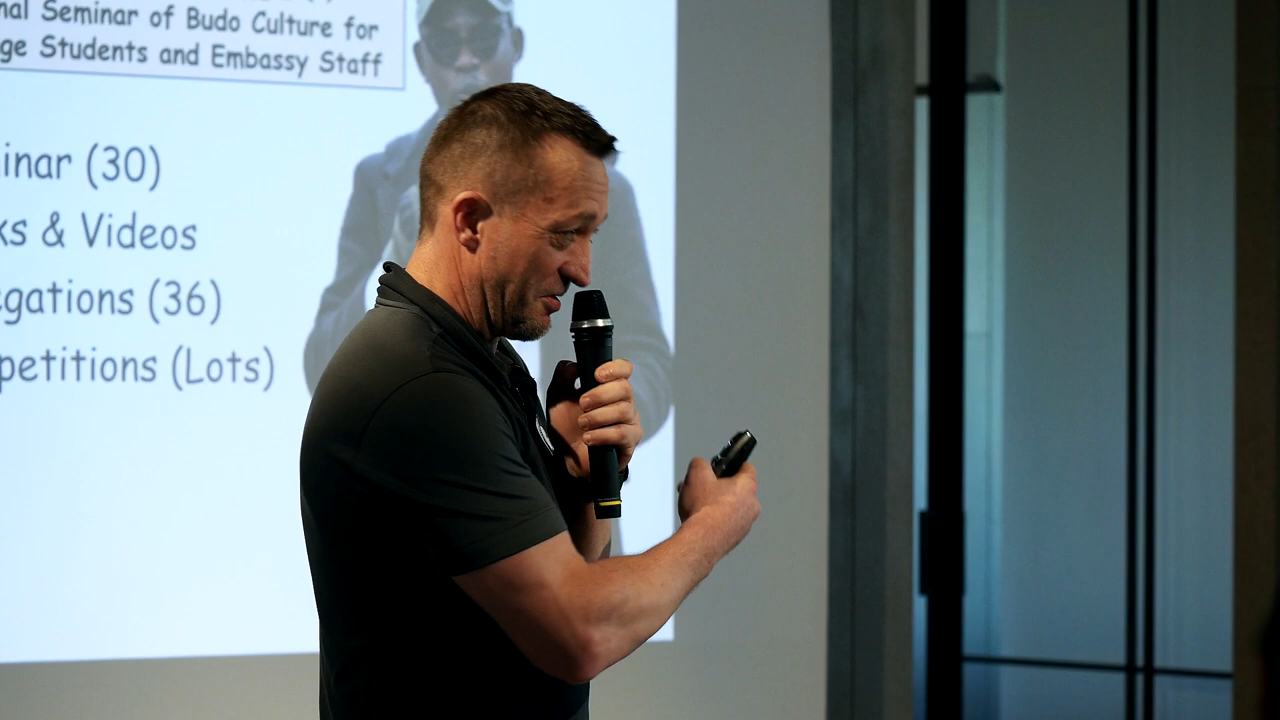 nal Seminar of Budo Culture for
ge Students and Embassy Staff
inar (30)
ks & Videos
egations (36)
petitions (Lots)